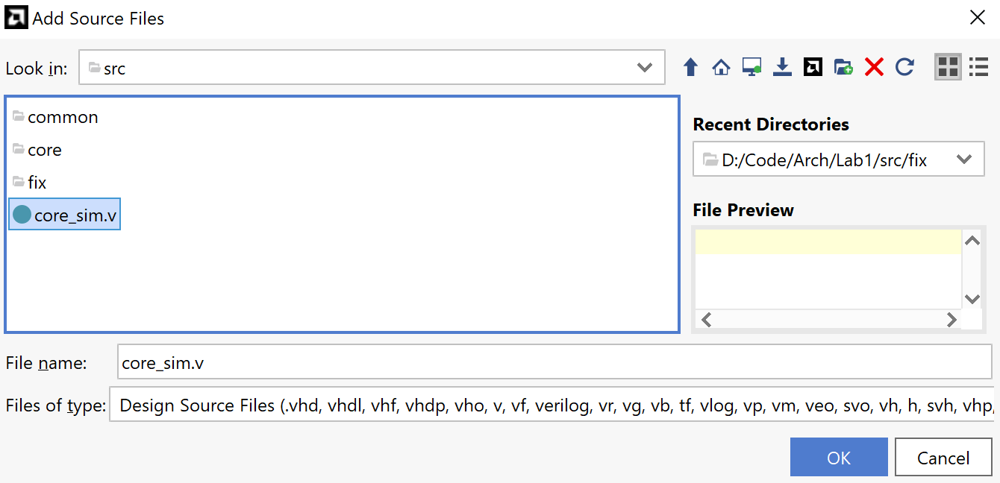 Add Source Files
Look in: src
common
core
fix
core_sim.v
Recent Directories
D:/Code/Arch/Lab1/src/fix
File Preview
File name: core_sim.v
Files of type: Design Source Files (.vhd, vhdl, vhf, vhdp, vho, v, vf, verilog, vr, vg, vb, tf, vlog, vp, vm, veo, svo, vh, h, svh, vhp,
OK Cancel